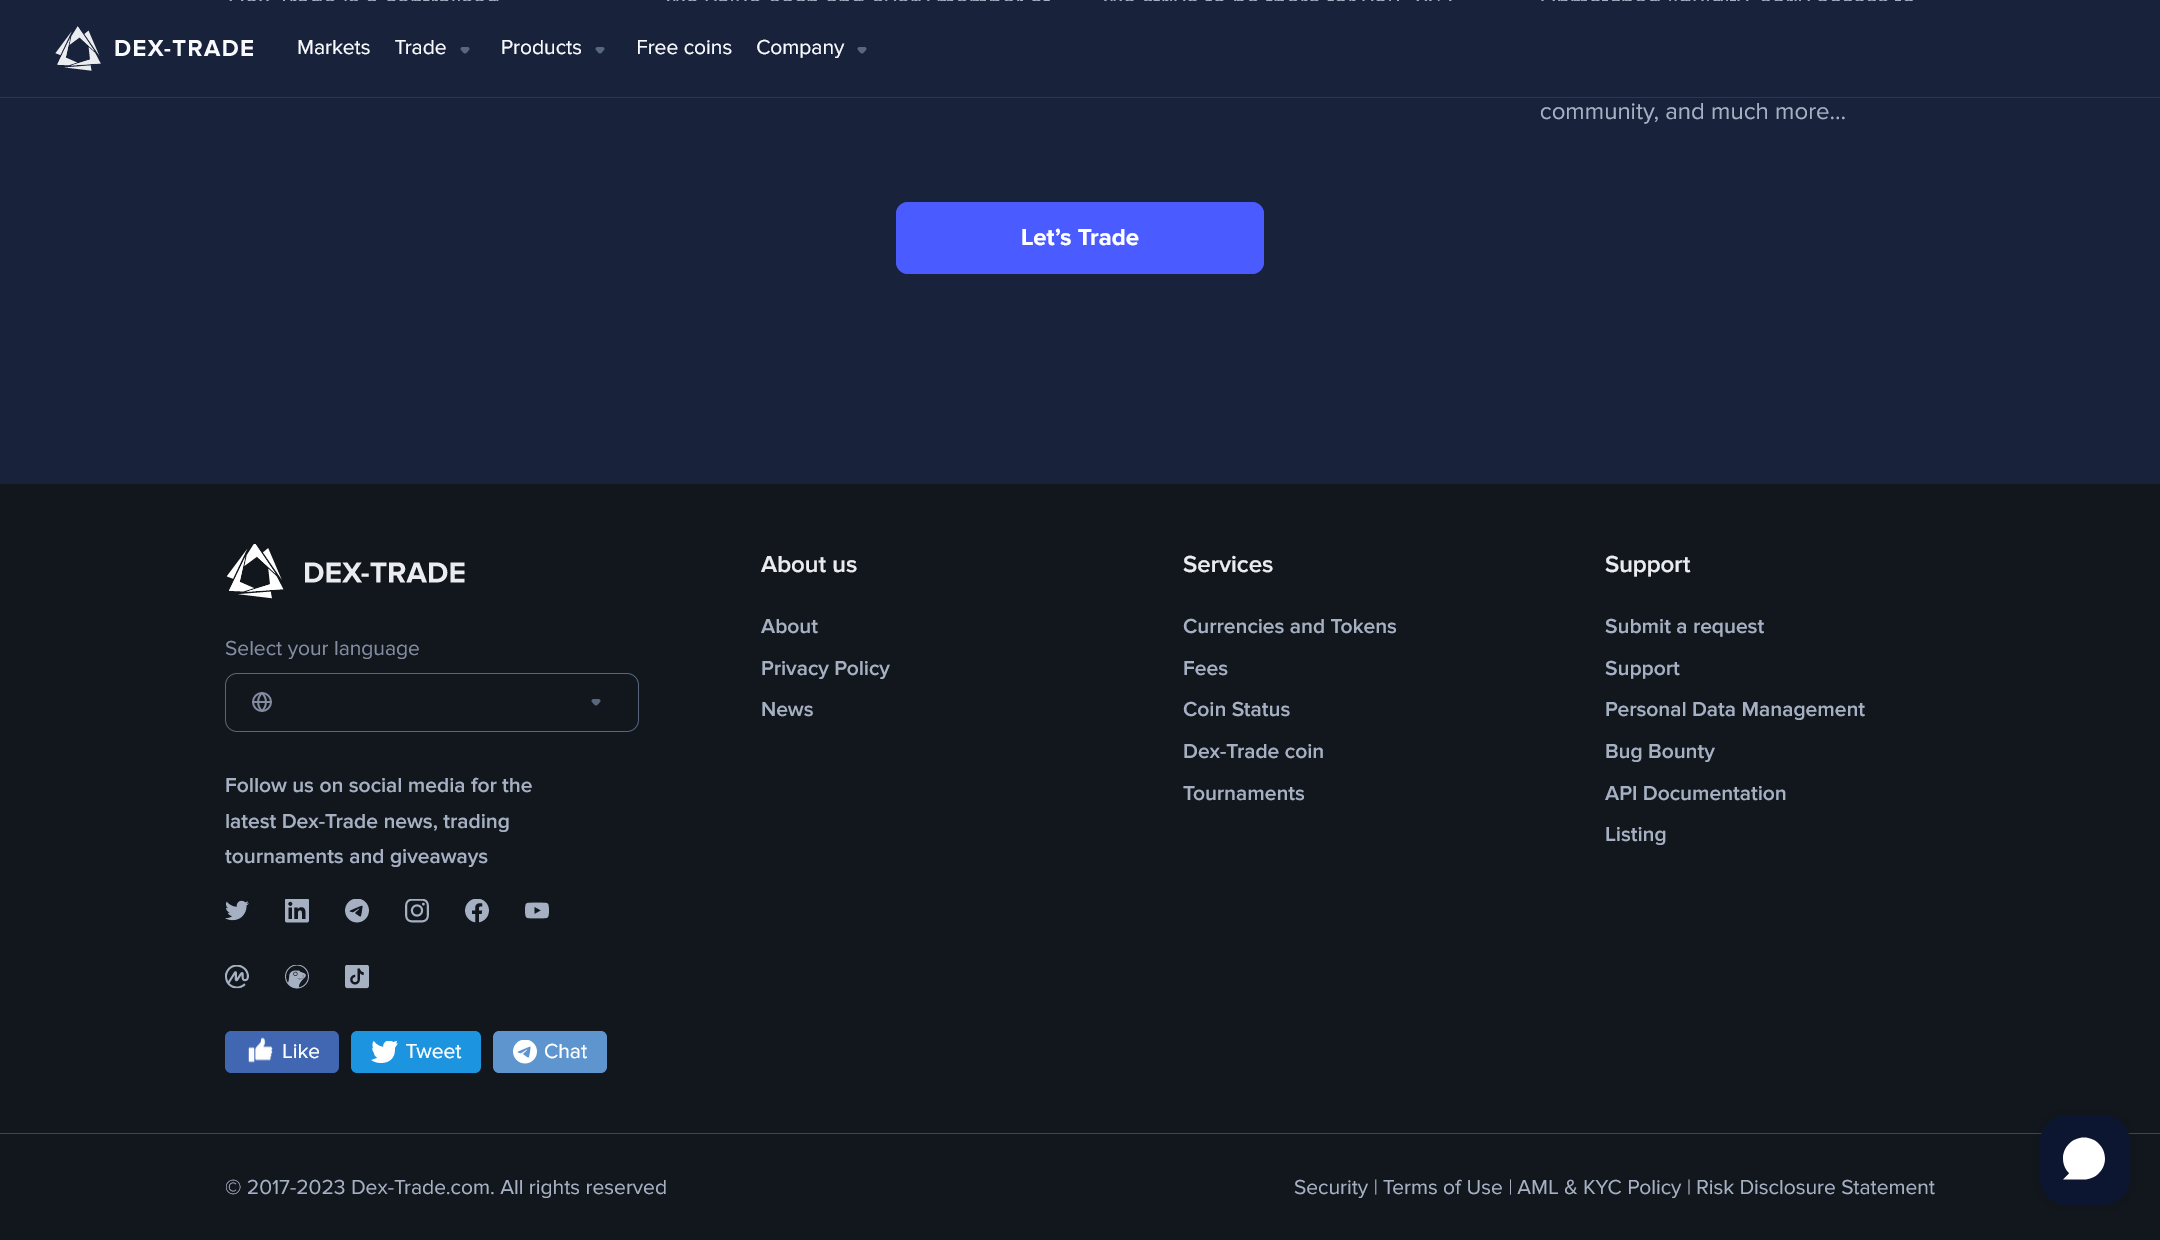 DEX-TRADE Markets Trade Products Free coins Company
community, and much more...
Let's Trade
DEX-TRADE
Select your language
Follow us on social media for the
latest Dex-Trade news, trading
tournaments and giveaways
Like Tweet Chat
About us
About
Privacy Policy
News
Services
Currencies and Tokens
Fees
Coin Status
Dex-Trade coin
Tournaments
Support
Submit a request
Support
Personal Data Management
Bug Bounty
API Documentation
Listing
© 2017-2023 Dex-Trade.com. All rights reserved
Security | Terms of Use | AML & KYC Policy | Risk Disclosure Statement